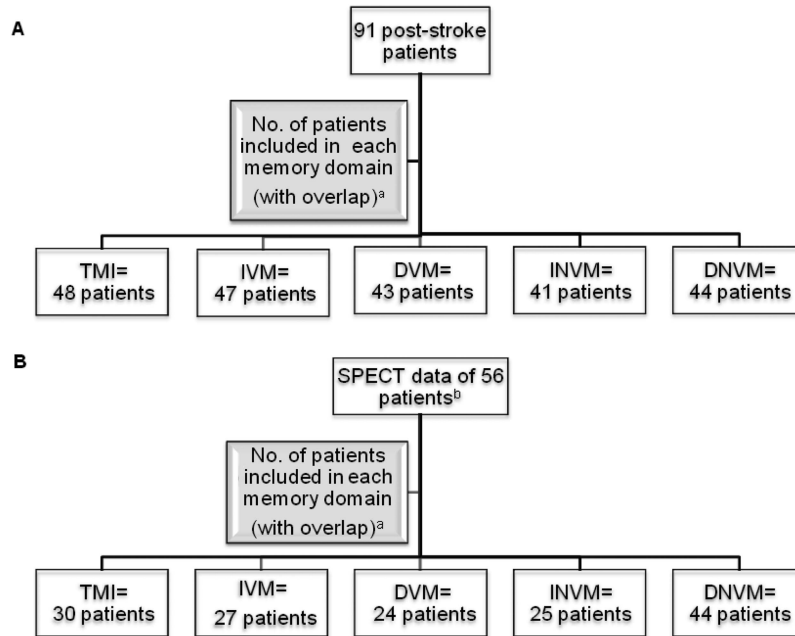 A
91 post-stroke
patients
No. of patients
included in each
memory domain
(with overlap)ᵃ
TMI=
48 patients
IVM=
47 patients
DVM=
43 patients
INVM=
41 patients
DNVM=
44 patients
B
SPECT data of 56
patientsᵇ
No. of patients
included in each
memory domain
(with overlap)ᵃ
TMI=
30 patients
IVM=
27 patients
DVM=
24 patients
INVM=
25 patients
DNVM=
44 patients